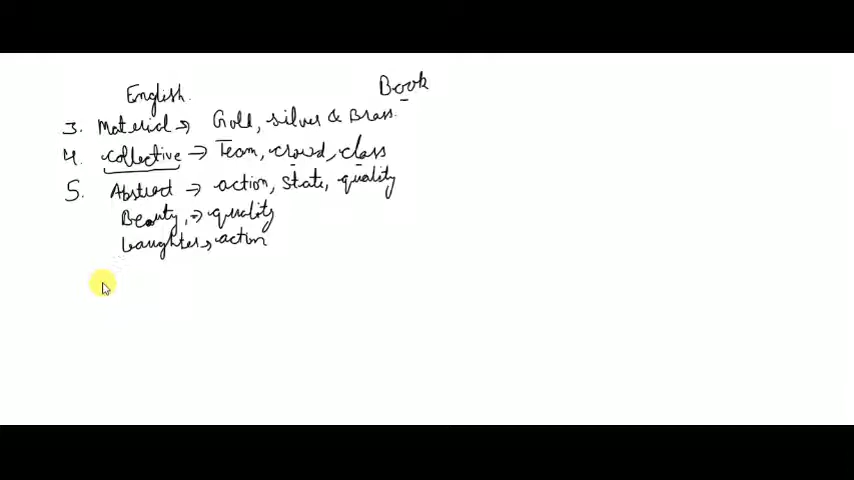 English. Book
3. Material → Gold, silver & Brass.
4. collective → Team, crowd, class
5. Abstract → action, state, quality
Beauty, → quality
Laughter → action